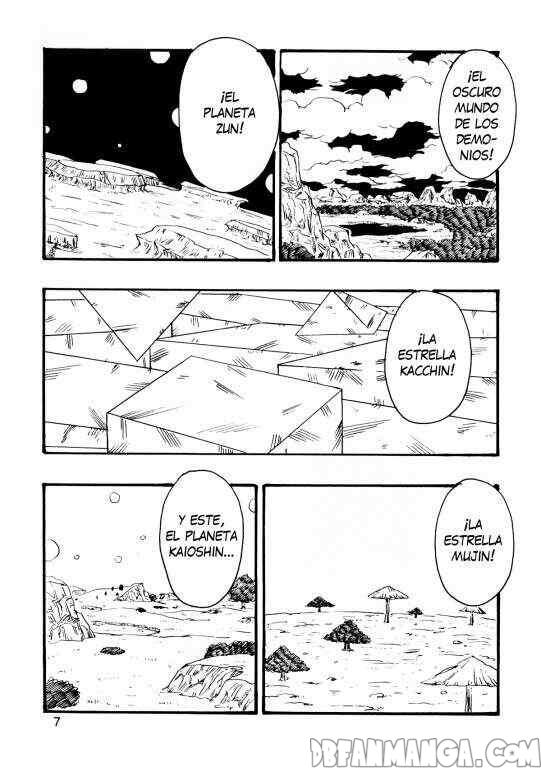 ¡EL
OSCURO
MUNDO
DE LOS
DEMO-
NIOS!
¡EL
PLANETA
ZUN!
¡LA
ESTRELLA
KACCHIN!
¡LA
ESTRELLA
MUJIN!
Y ESTE,
EL PLANETA
KAIOSHIN...
7
DBFANMANGA.COM